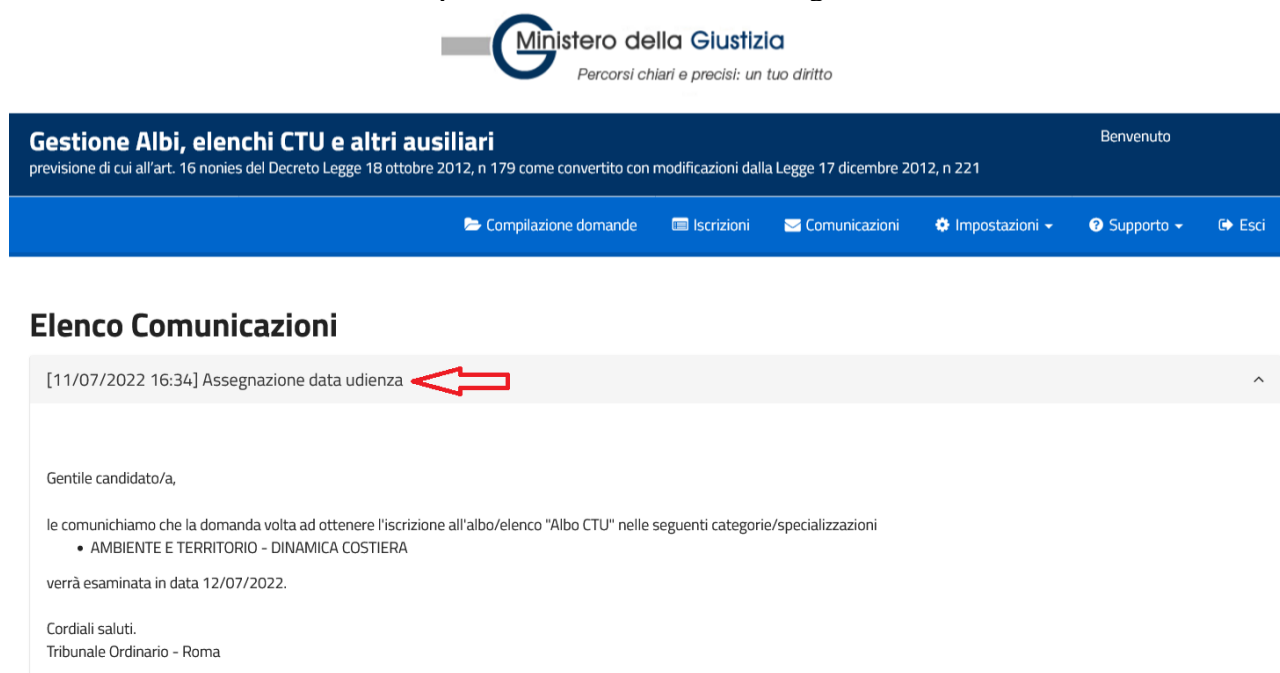 Ministero della Giustizia
Percorsi chiari e precisi: un tuo diritto
Gestione Albi, elenchi CTU e altri ausiliari
Benvenuto
previsione di cui all'art. 16 nonies del Decreto Legge 18 ottobre 2012, n 179 come convertito con modificazioni dalla Legge 17 dicembre 2012, n 221
Compilazione domande Iscrizioni Comunicazioni Impostazioni Supporto Esci
Elenco Comunicazioni
[11/07/2022 16:34] Assegnazione data udienza
Gentile candidato/a,
le comunichiamo che la domanda volta ad ottenere l'iscrizione all'albo/elenco "Albo CTU" nelle seguenti categorie/specializzazioni
• AMBIENTE E TERRITORIO - DINAMICA COSTIERA
verrà esaminata in data 12/07/2022.
Cordiali saluti.
Tribunale Ordinario - Roma